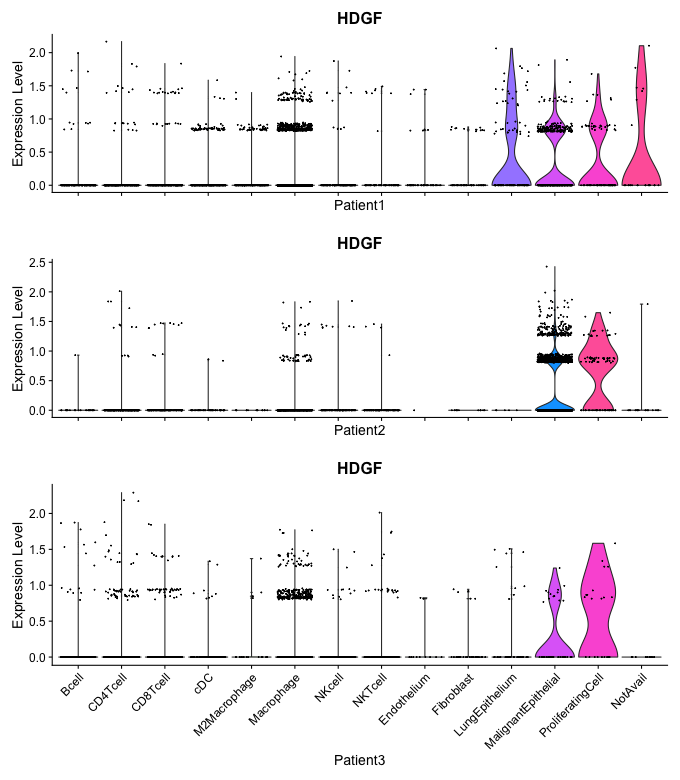 HDGF
Expression Level
2.0
1.5
1.0
0.5
0.0
Patient1
HDGF
Expression Level
2.5
2.0
1.5
1.0
0.5
0.0
Patient2
HDGF
Expression Level
2.0
1.5
1.0
0.5
0.0
Bcell
CD4Tcell
CD8Tcell
cDC
M2Macrophage
Macrophage
NKcell
NKTcell
Endothelium
Fibroblast
LungEpithelium
MalignantEpithelial
ProliferatingCell
NotAvail
Patient3